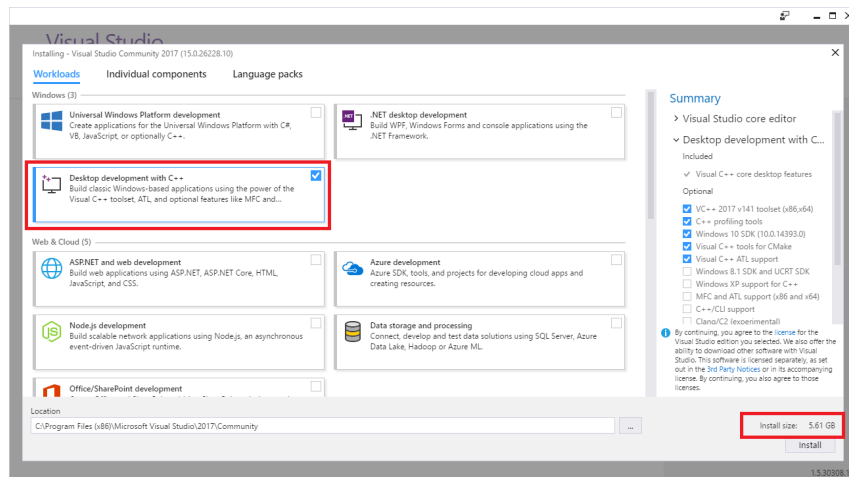 Visual Studio
Installing - Visual Studio Community 2017 (15.0.26228.10)
Workloads Individual components Language packs
Windows (3)
Universal Windows Platform development
Create applications for the Universal Windows Platform with C#,
VB, JavaScript, or optionally C++.
.NET desktop development
Build WPF, Windows Forms and console applications using the
.NET Framework.
Desktop development with C++
Build classic Windows-based applications using the power of the
Visual C++ toolset, ATL, and optional features like MFC and...
Web & Cloud (5)
ASP.NET and web development
Build web applications using ASP.NET, ASP.NET Core, HTML,
JavaScript, and CSS.
Azure development
Azure SDK, tools, and projects for developing cloud apps and
creating resources.
Node.js development
Build scalable network applications using Node.js, an asynchronous
event-driven JavaScript runtime.
Data storage and processing
Connect, develop and test data solutions using SQL Server, Azure
Data Lake, Hadoop or Azure ML.
Office/SharePoint development
Summary
Visual Studio core editor
Desktop development with C...
Included
Visual C++ core desktop features
Optional
VC++ 2017 v141 toolset (x86,x64)
C++ profiling tools
Windows 10 SDK (10.0.14393.0)
Visual C++ tools for CMake
Visual C++ ATL support
Windows 8.1 SDK and UCRT SDK
Windows XP support for C++
MFC and ATL support (x86 and x64)
C++/CLI support
Clang/C2 (experimental)
By continuing, you agree to the license for the
Visual Studio edition you selected. We also offer the
ability to download other software with Visual
Studio. This software is licensed separately, as set
out in the 3rd Party Notices or in its accompanying
license. By continuing, you also agree to those
licenses.
Location
C:\Program Files (x86)\Microsoft Visual Studio\2017\Community
...
Install size: 5.61 GB
Install
1.5.30308.1